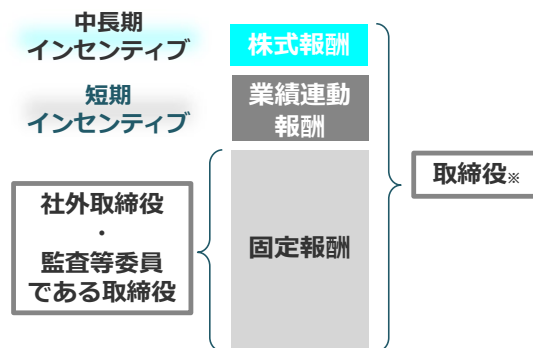 中長期
インセンティブ
株式報酬
短期
インセンティブ
業績連動
報酬
取締役※
社外取締役
・
監査等委員
である取締役
固定報酬